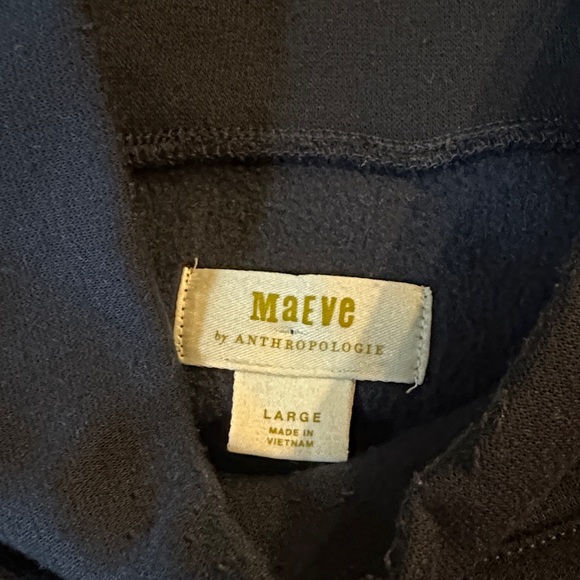 MaEVe
by ANTHROPOLOGIE
LARGE
MADE IN
VIETNAM